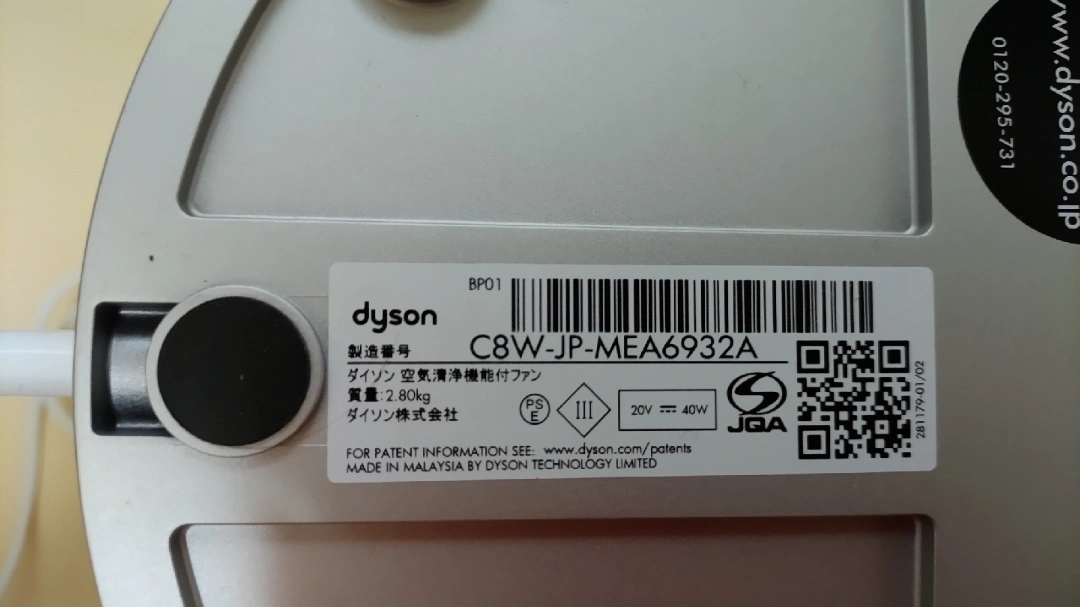 www.dyson.co.jp
0120-295-731
BP01
dyson
製造番号 C8W-JP-MEA6932A
ダイソン 空気清浄機能付ファン
質量:2.80kg
ダイソン株式会社
PS
E
III
20V ⎓ 40W
JQA
281179-01/02
FOR PATENT INFORMATION SEE: www.dyson.com/patents
MADE IN MALAYSIA BY DYSON TECHNOLOGY LIMITED